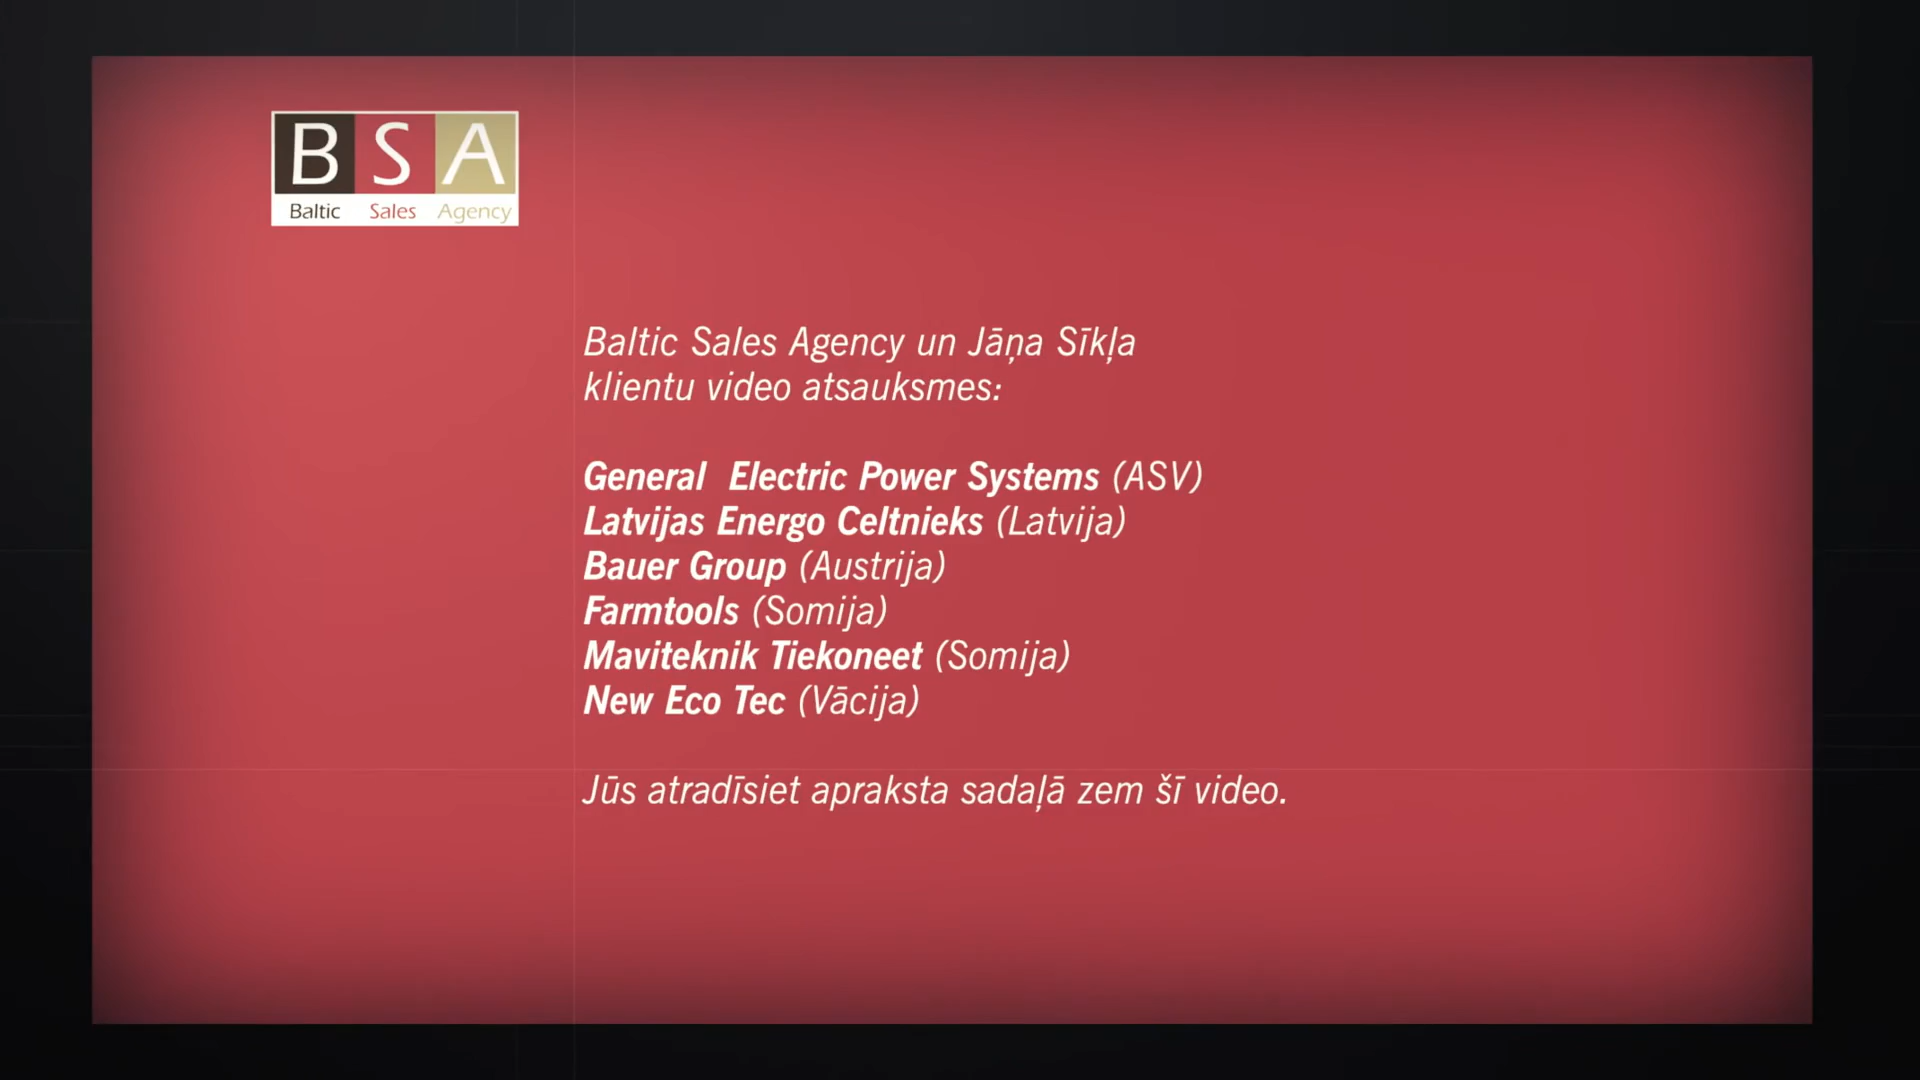 B S A
Baltic Sales Agency
Baltic Sales Agency un Jāņa Sīkļa
klientu video atsauksmes:
General Electric Power Systems (ASV)
Latvijas Energo Celtnieks (Latvija)
Bauer Group (Austrija)
Farmtools (Somija)
Maviteknik Tiekoneet (Somija)
New Eco Tec (Vācija)
Jūs atradīsiet apraksta sadaļā zem šī video.